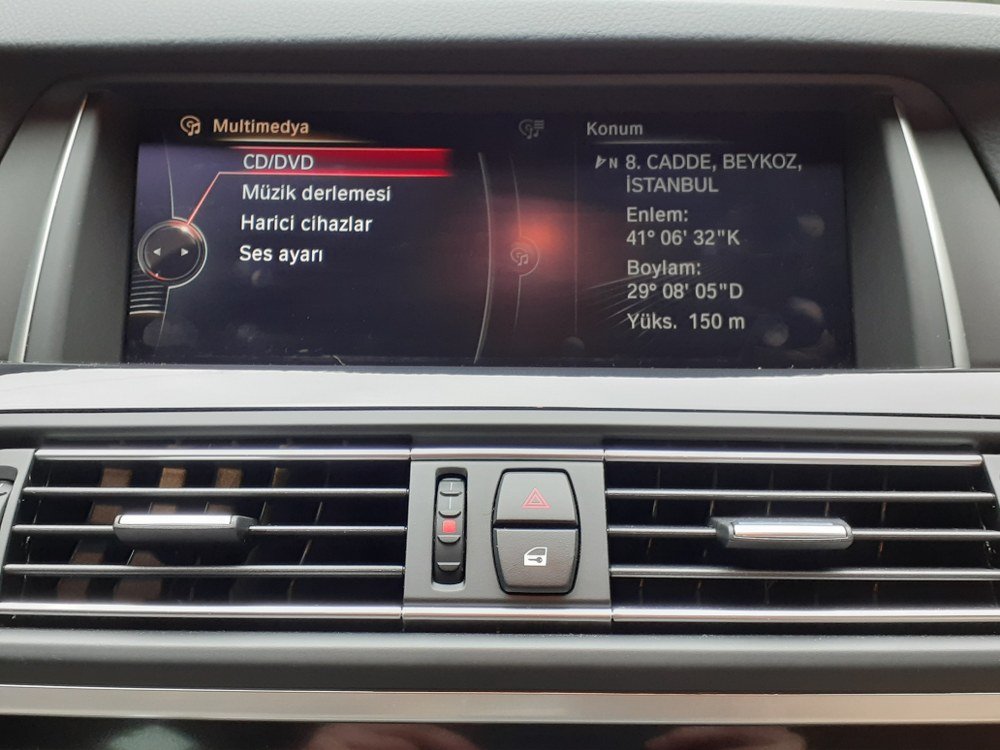 Multimedya
CD/DVD
Müzik derlemesi
Harici cihazlar
Ses ayarı
Konum
N 8. CADDE, BEYKOZ,
İSTANBUL
Enlem:
41° 06' 32"K
Boylam:
29° 08' 05"D
Yüks. 150 m